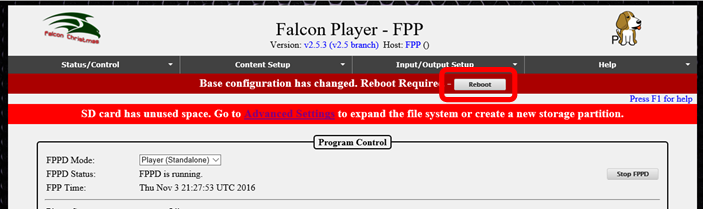 Falcon Player - FPP
Falcon Christmas
Version: v2.5.3 (v2.5 branch) Host: FPP ()
Status/Control Content Setup Input/Output Setup Help
Base configuration has changed. Reboot Required - Reboot
Press F1 for help
SD card has unused space. Go to Advanced Settings to expand the file system or create a new storage partition.
Program Control
FPPD Mode: Player (Standalone)
FPPD Status: FPPD is running. Stop FPPD
FPP Time: Thu Nov 3 21:27:53 UTC 2016